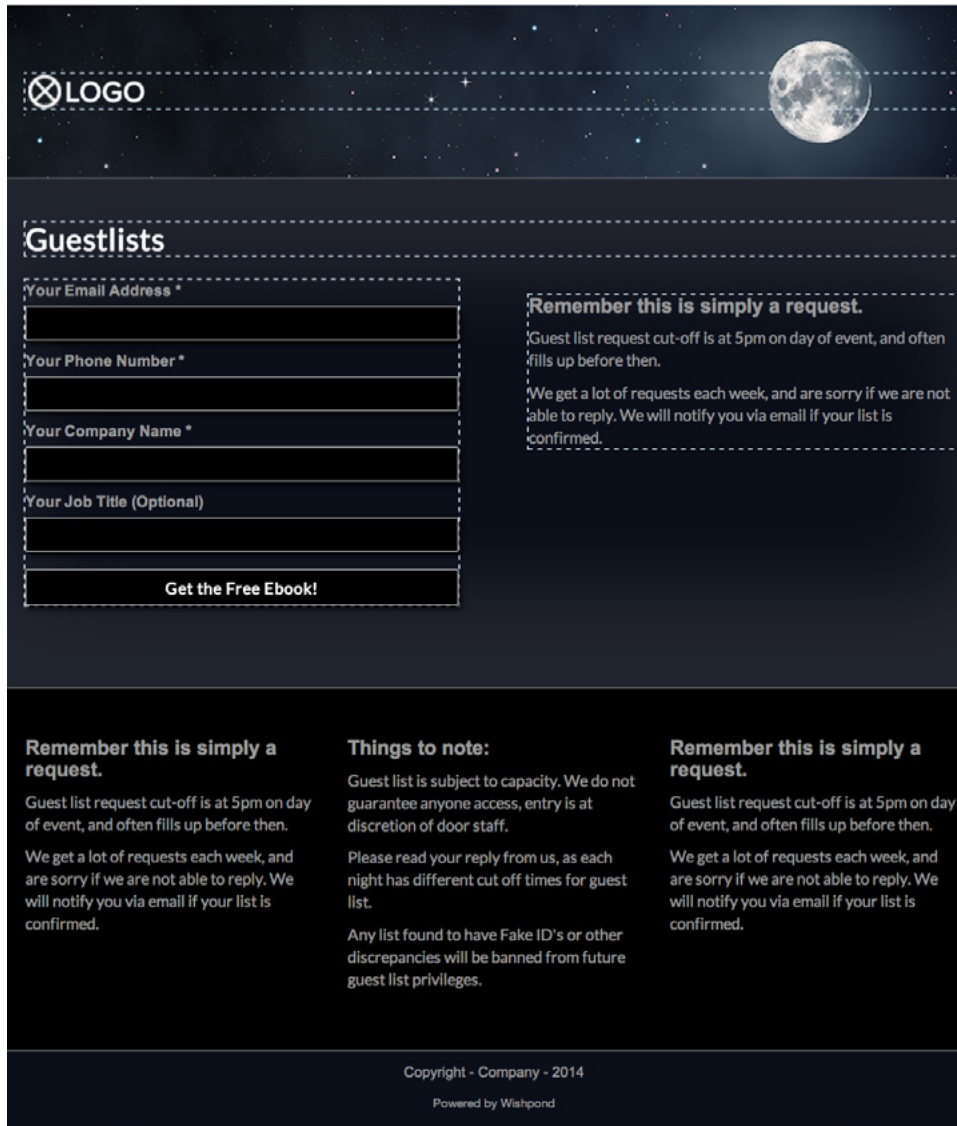 LOGO
Guestlists
Your Email Address *
Your Phone Number *
Your Company Name *
Your Job Title (Optional)
Get the Free Ebook!
Remember this is simply a request.
Guest list request cut-off is at 5pm on day of event, and often
fills up before then.
We get a lot of requests each week, and are sorry if we are not
able to reply. We will notify you via email if your list is
confirmed.
Remember this is simply a
request.
Guest list request cut-off is at 5pm on day
of event, and often fills up before then.
We get a lot of requests each week, and
are sorry if we are not able to reply. We
will notify you via email if your list is
confirmed.
Things to note:
Guest list is subject to capacity. We do not
guarantee anyone access, entry is at
discretion of door staff.
Please read your reply from us, as each
night has different cut off times for guest
list.
Any list found to have Fake ID's or other
discrepancies will be banned from future
guest list privileges.
Remember this is simply a
request.
Guest list request cut-off is at 5pm on day
of event, and often fills up before then.
We get a lot of requests each week, and
are sorry if we are not able to reply. We
will notify you via email if your list is
confirmed.
Copyright - Company - 2014
Powered by Wishpond